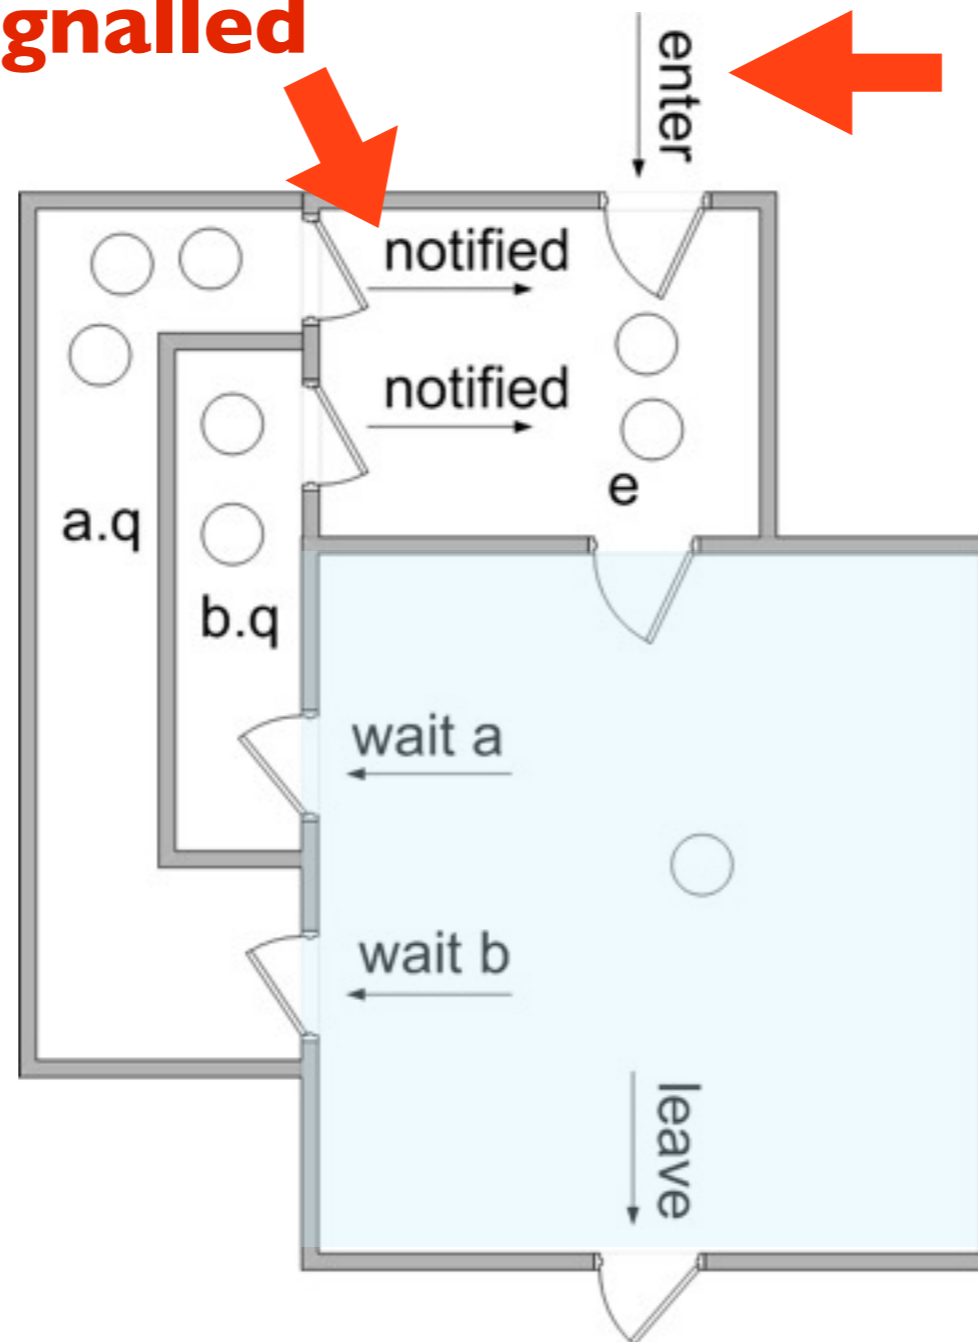 gnalled
enter
notified
notified
e
a.q
b.q
wait a
wait b
leave